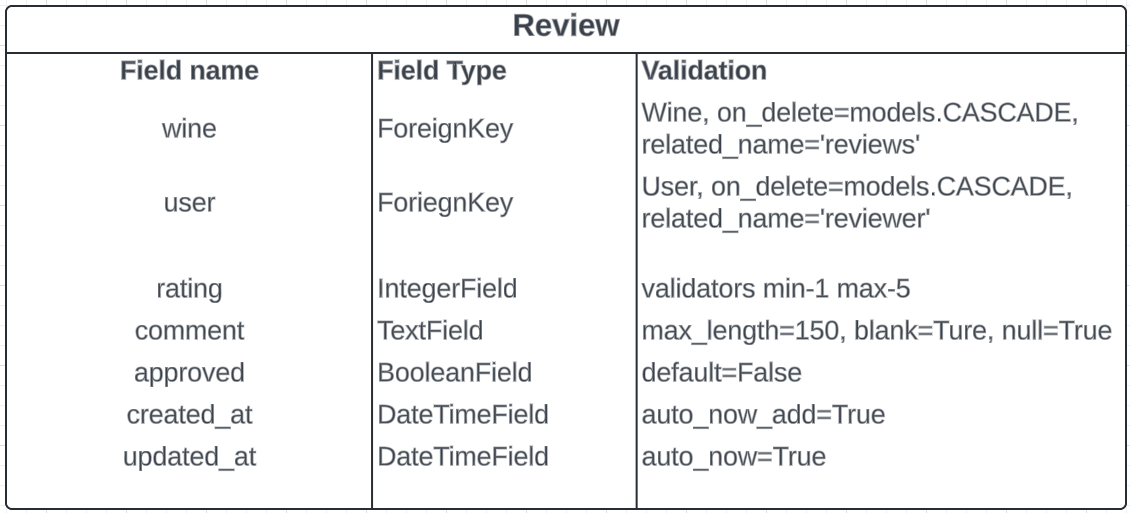 Review
Field name Field Type Validation
wine ForeignKey Wine, on_delete=models.CASCADE,
related_name='reviews'
user ForiegnKey User, on_delete=models.CASCADE,
related_name='reviewer'
rating IntegerField validators min-1 max-5
comment TextField max_length=150, blank=Ture, null=True
approved BooleanField default=False
created_at DateTimeField auto_now_add=True
updated_at DateTimeField auto_now=True